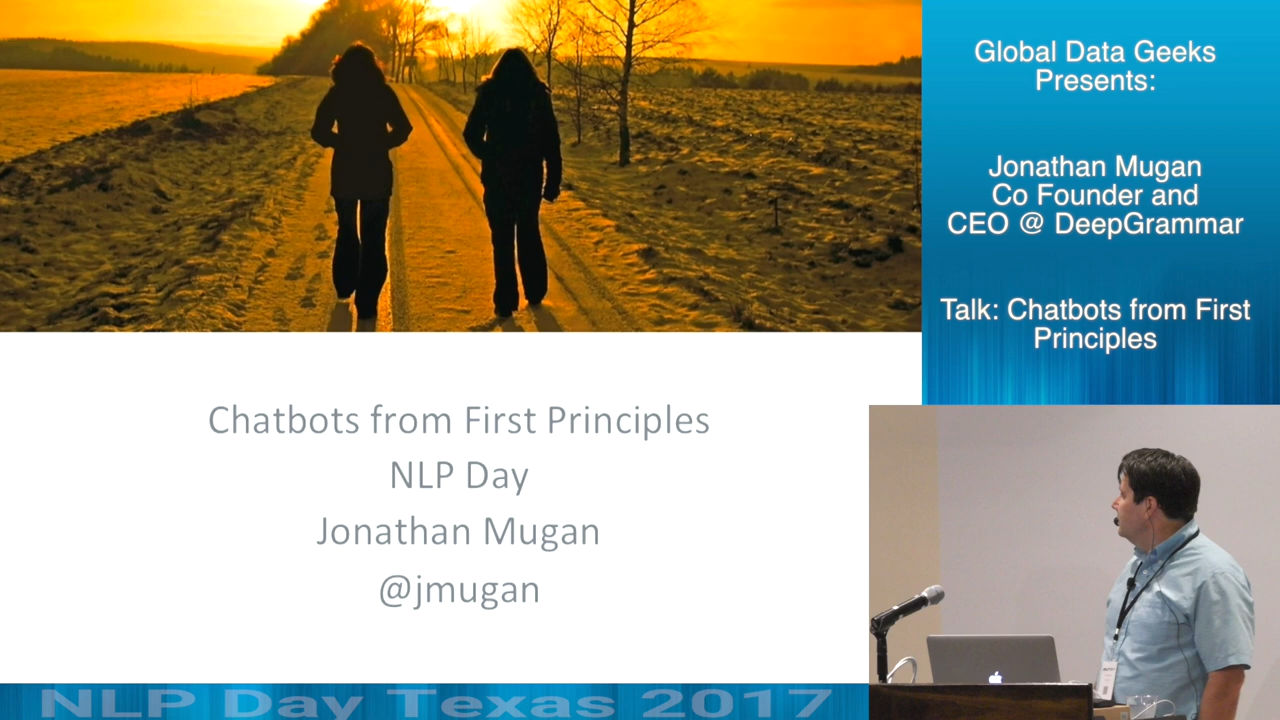 Global Data Geeks
Presents:
Jonathan Mugan
Co Founder and
CEO @ DeepGrammar
Talk: Chatbots from First
Principles
Chatbots from First Principles
NLP Day
Jonathan Mugan
@jmugan
NLP Day Texas 2017